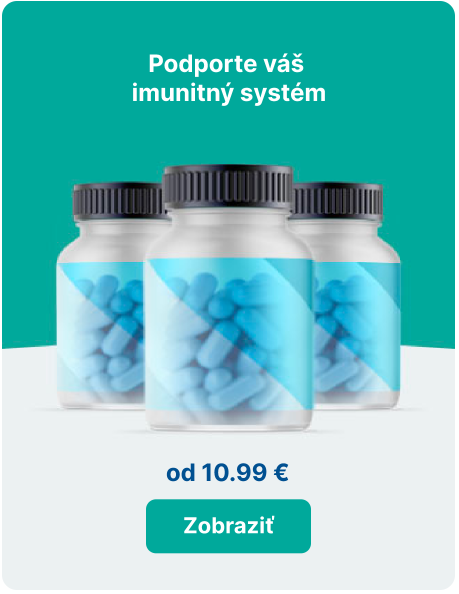 Podporte váš
imunitný systém
od 10.99 €
Zobraziť